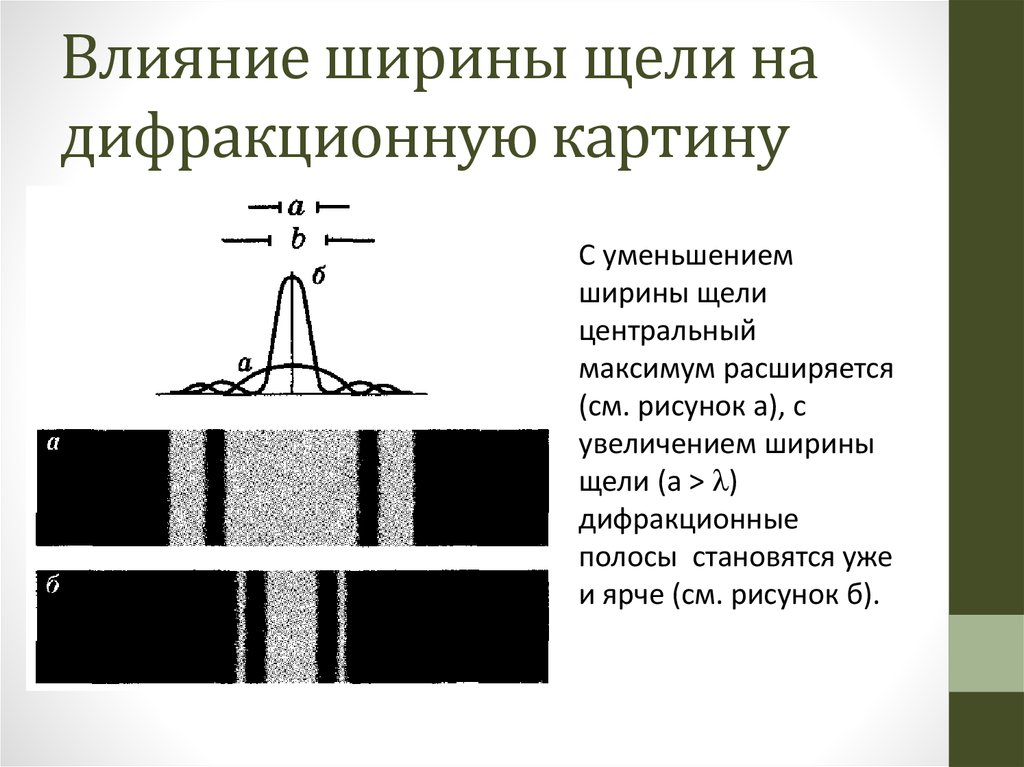 Влияние ширины щели на
дифракционную картину
a
b
б
а
а
б
С уменьшением
ширины щели
центральный
максимум расширяется
(см. рисунок а), с
увеличением ширины
щели (а > λ)
дифракционные
полосы становятся уже
и ярче (см. рисунок б).